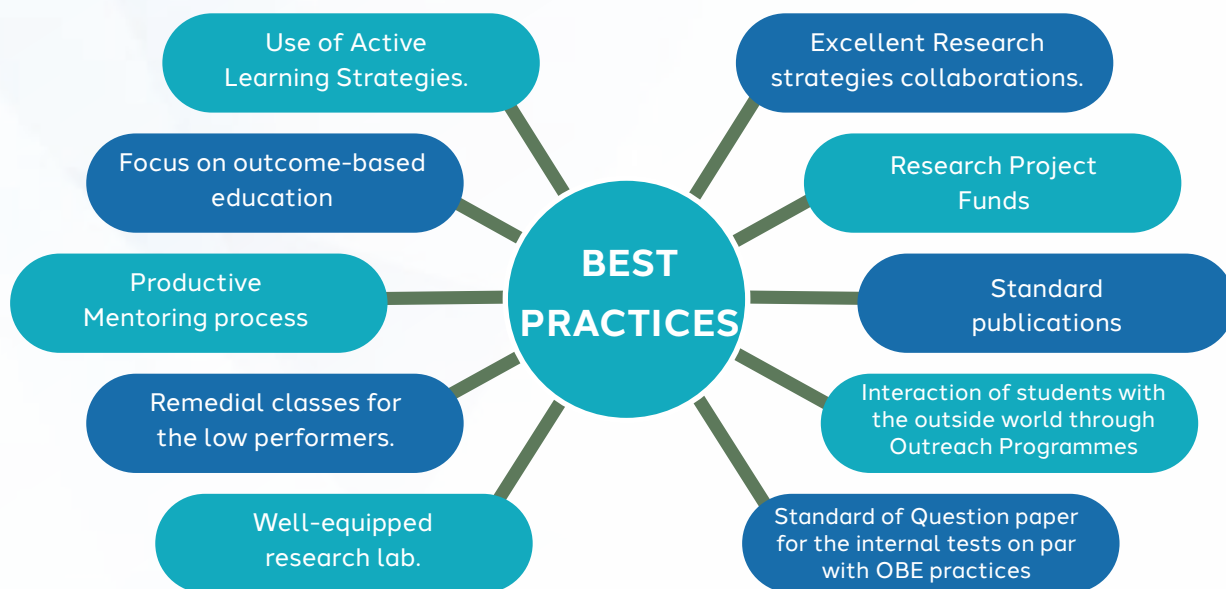 Use of Active
Learning Strategies.
Focus on outcome-based
education
Productive
Mentoring process
Remedial classes for
the low performers.
Well-equipped
research lab.
BEST
PRACTICES
Excellent Research
strategies collaborations.
Research Project
Funds
Standard
publications
Interaction of students with
the outside world through
Outreach Programmes
Standard of Question paper
for the internal tests on par
with OBE practices